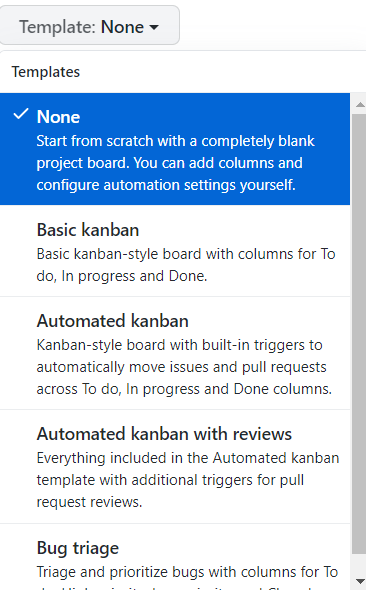 Template: None
Templates
None
Start from scratch with a completely blank
project board. You can add columns and
configure automation settings yourself.
Basic kanban
Basic kanban-style board with columns for To
do, In progress and Done.
Automated kanban
Kanban-style board with built-in triggers to
automatically move issues and pull requests
across To do, In progress and Done columns.
Automated kanban with reviews
Everything included in the Automated kanban
template with additional triggers for pull
request reviews.
Bug triage
Triage and prioritize bugs with columns for To